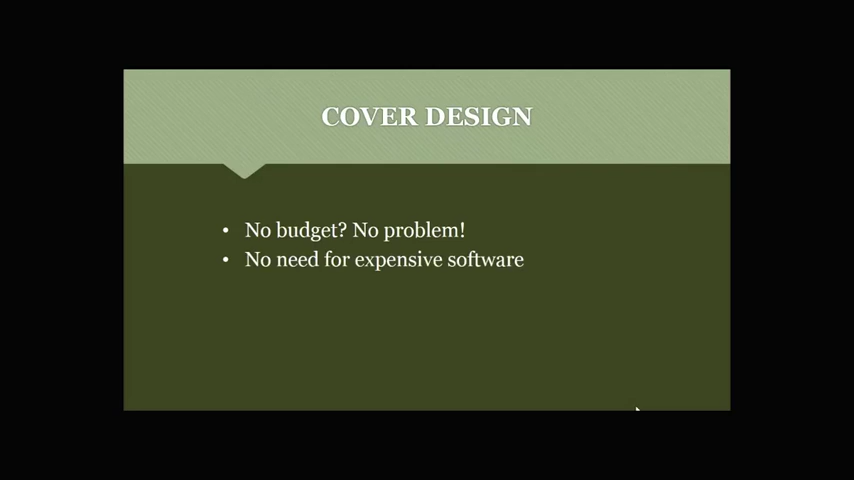 COVER DESIGN
• No budget? No problem!
• No need for expensive software